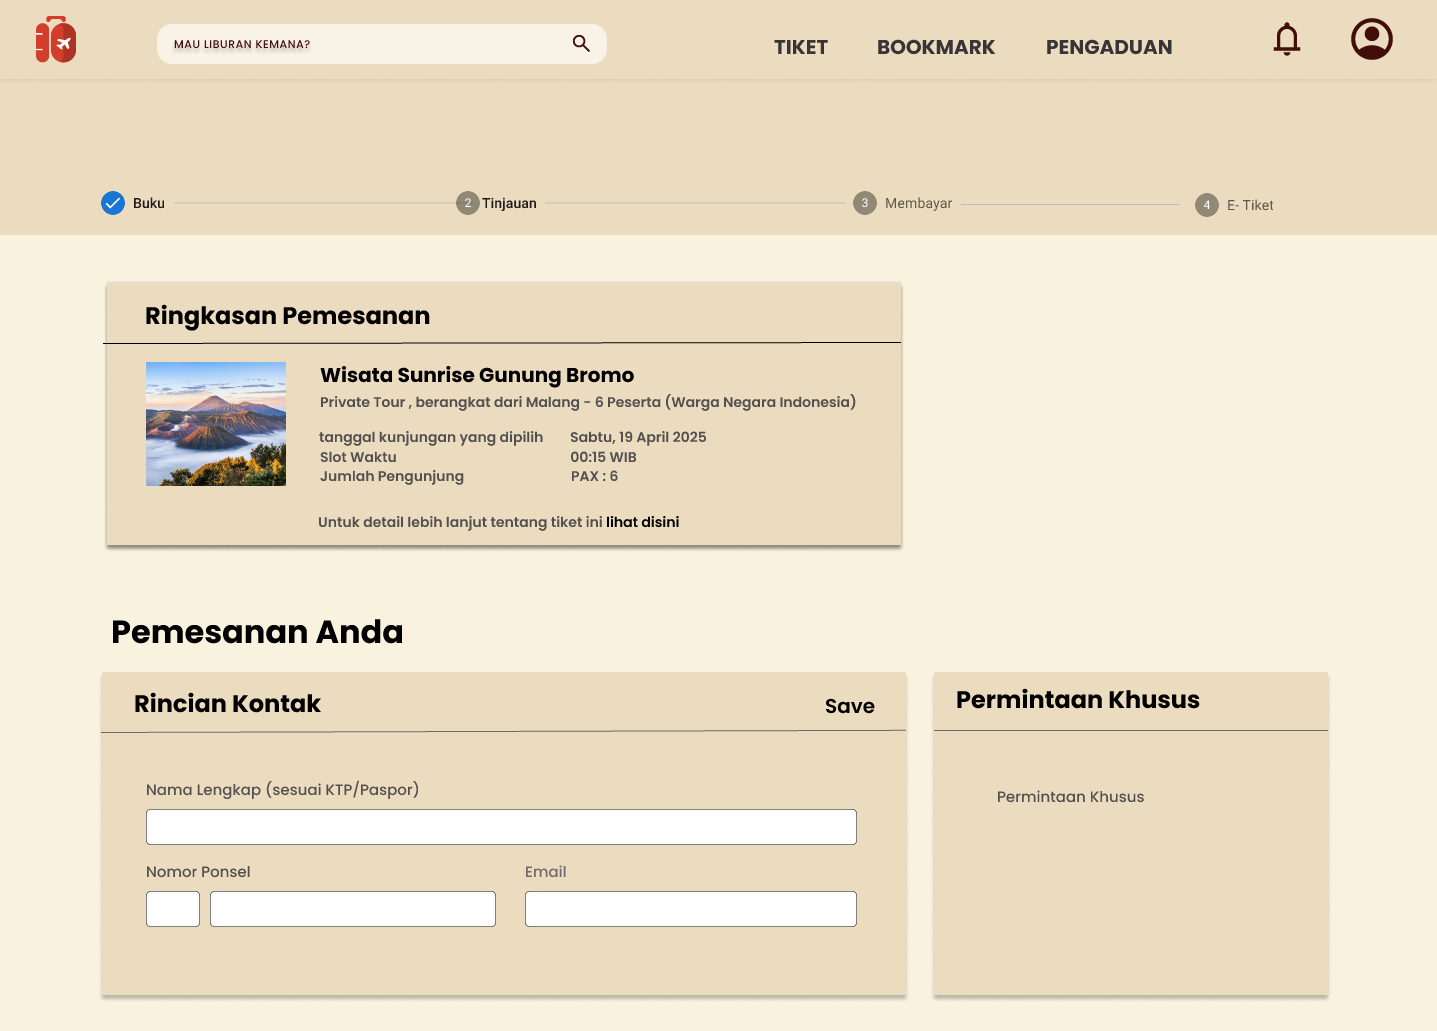 MAU LIBURAN KEMANA?
TIKET
BOOKMARK
PENGADUAN
Buku
2 Tinjauan
3 Membayar
4 E- Tiket
Ringkasan Pemesanan
Wisata Sunrise Gunung Bromo
Private Tour , berangkat dari Malang - 6 Peserta (Warga Negara Indonesia)
tanggal kunjungan yang dipilih Sabtu, 19 April 2025
Slot Waktu 00:15 WIB
Jumlah Pengunjung PAX : 6
Untuk detail lebih lanjut tentang tiket ini lihat disini
Pemesanan Anda
Rincian Kontak
Save
Nama Lengkap (sesuai KTP/Paspor)
Nomor Ponsel
Email
Permintaan Khusus
Permintaan Khusus